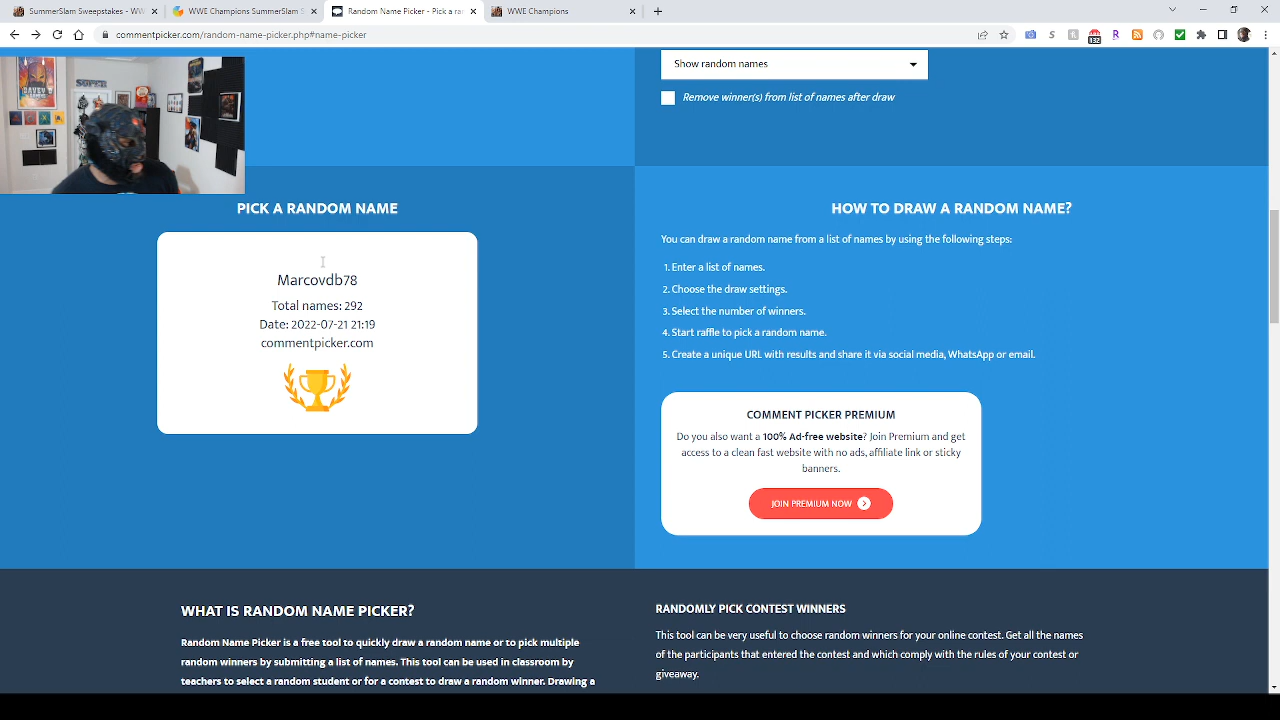 SummerSlam Sweepstakes - WW
WWE Champions SummerSlam S
Random Name Picker - Pick a ra
WWE Champions
commentpicker.com/random-name-picker.php#name-picker
132
Show random names
Remove winner(s) from list of names after draw
SUPER
PICK A RANDOM NAME
Marcovdb78
Total names: 292
Date: 2022-07-21 21:19
commentpicker.com
HOW TO DRAW A RANDOM NAME?
You can draw a random name from a list of names by using the following steps:
1. Enter a list of names.
2. Choose the draw settings.
3. Select the number of winners.
4. Start raffle to pick a random name.
5. Create a unique URL with results and share it via social media, WhatsApp or email.
COMMENT PICKER PREMIUM
Do you also want a 100% Ad-free website? Join Premium and get
access to a clean fast website with no ads, affiliate link or sticky
banners.
JOIN PREMIUM NOW
WHAT IS RANDOM NAME PICKER?
Random Name Picker is a free tool to quickly draw a random name or to pick multiple
random winners by submitting a list of names. This tool can be used in classroom by
teachers to select a random student or for a contest to draw a random winner. Drawing a
RANDOMLY PICK CONTEST WINNERS
This tool can be very useful to choose random winners for your online contest. Get all the names
of the participants that entered the contest and which comply with the rules of your contest or
giveaway.